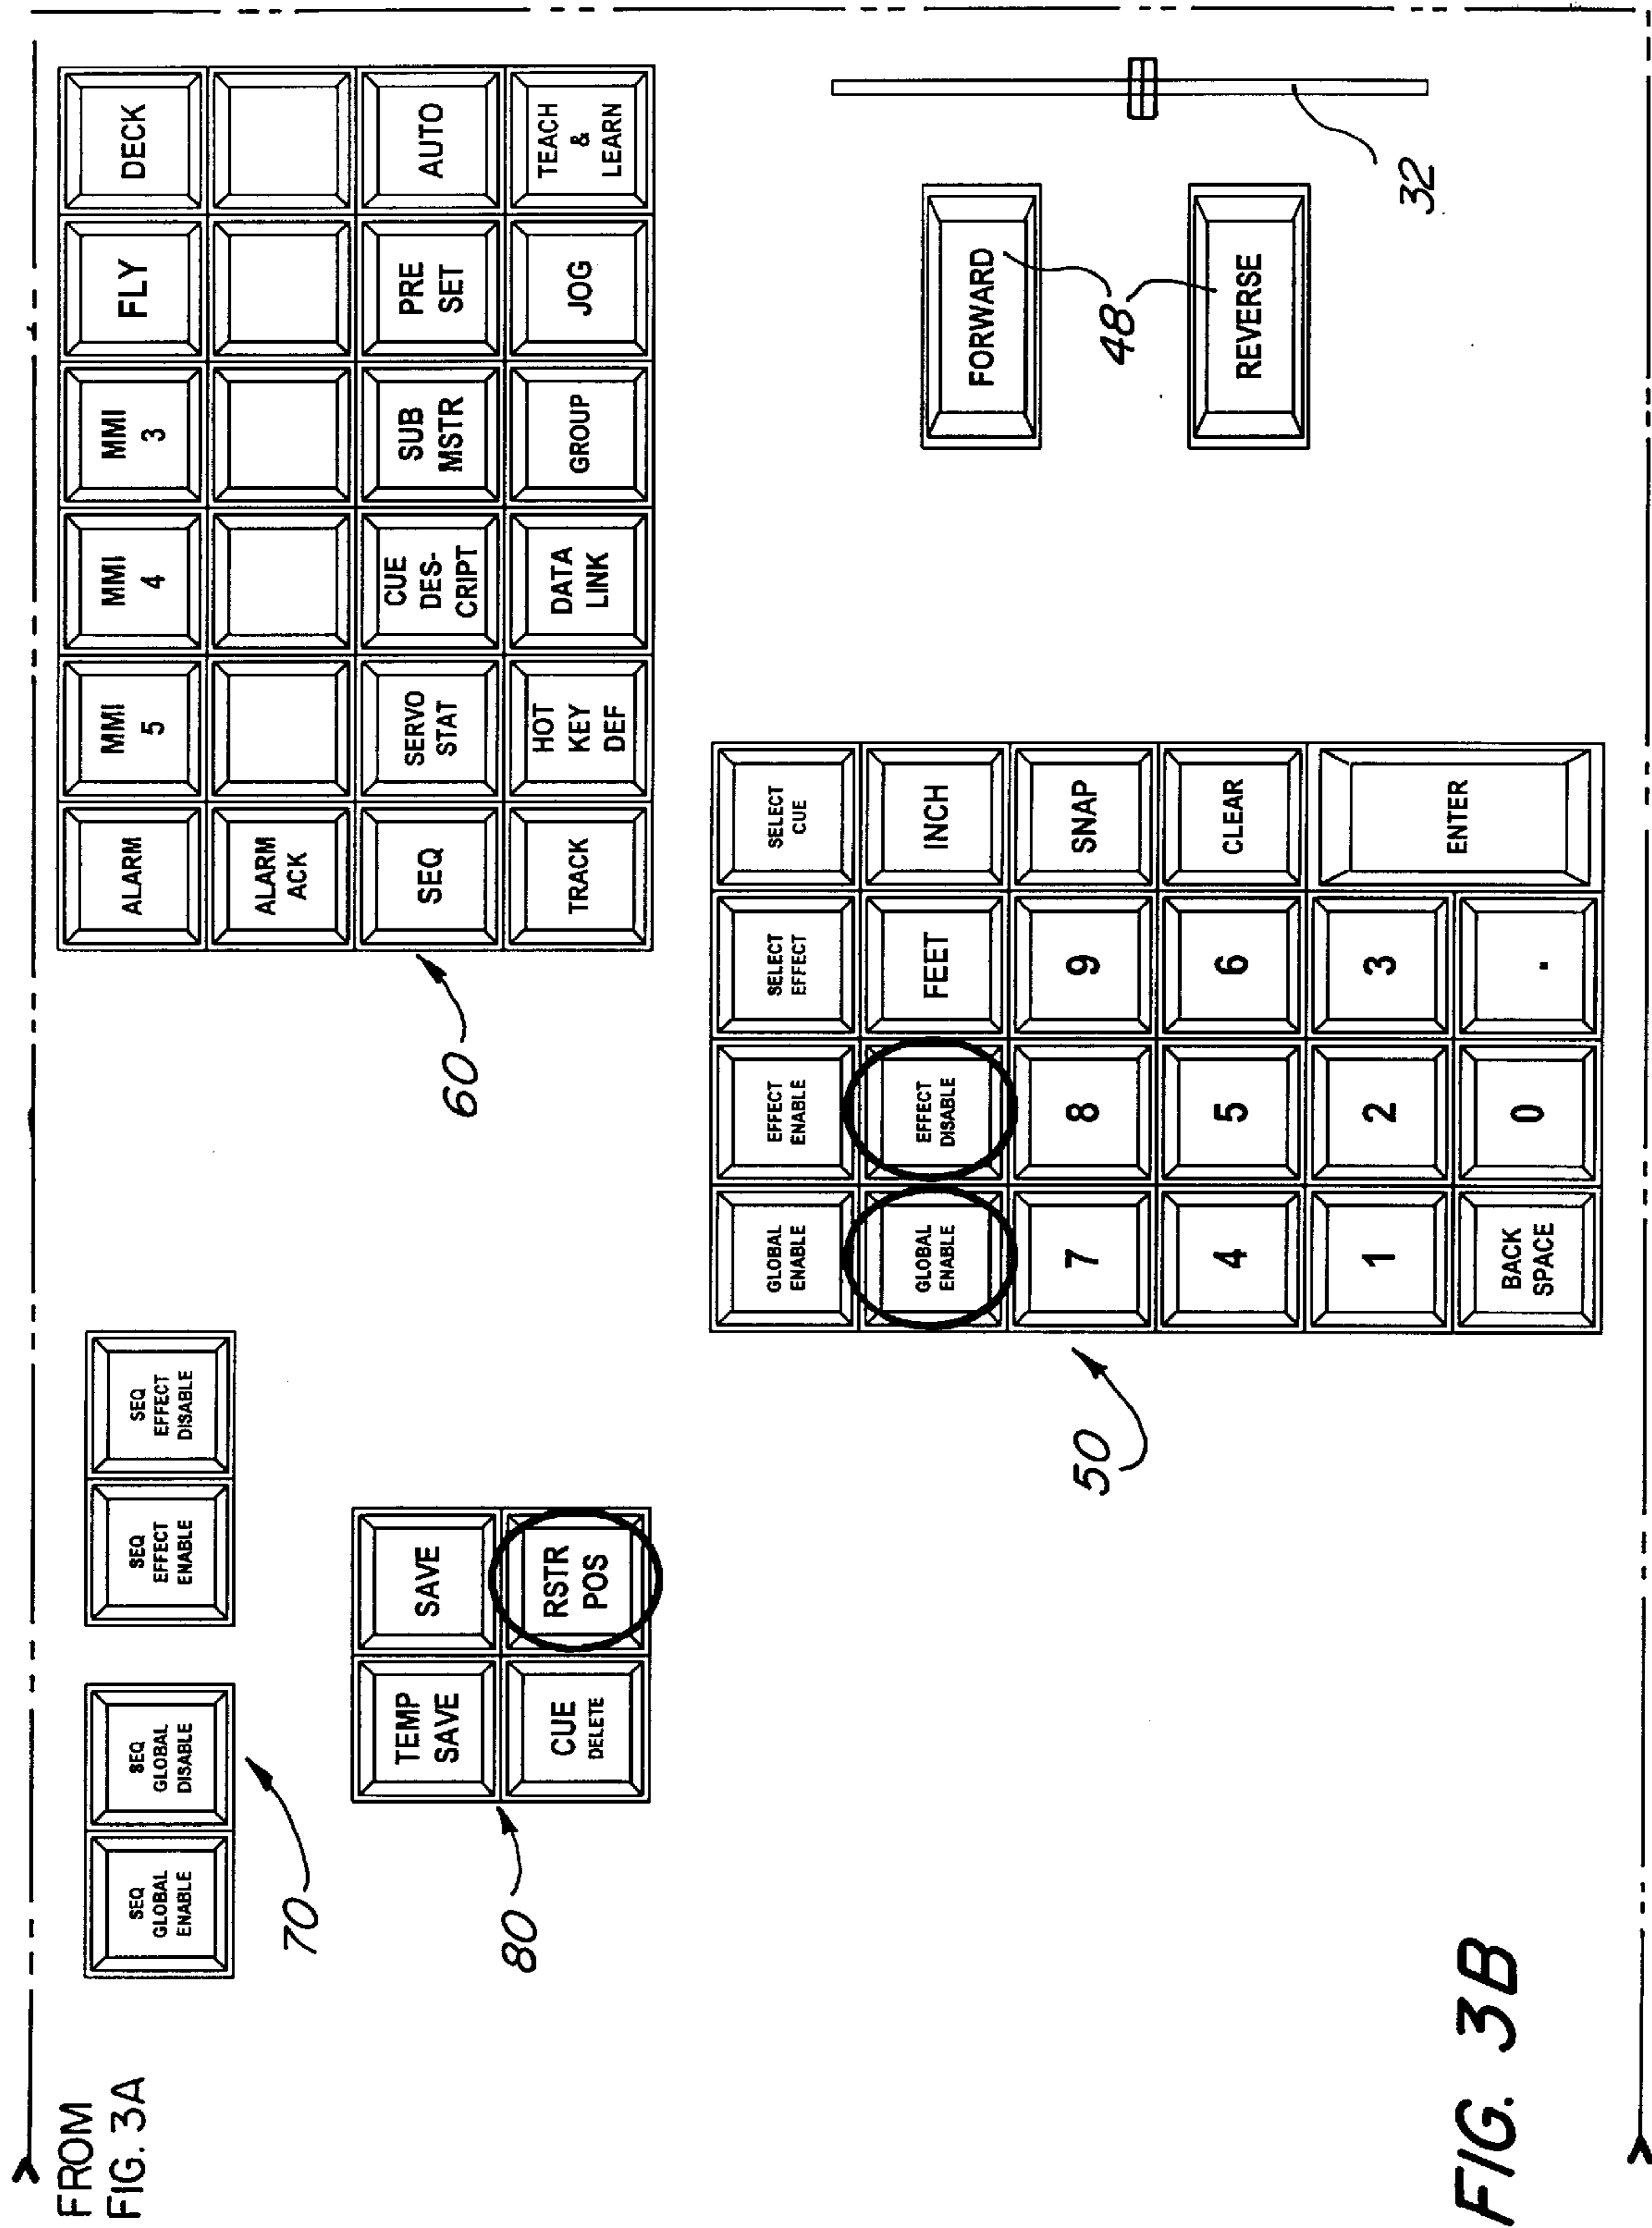 FROM
FIG. 3A
SEQ
GLOBAL
ENABLE
SEQ
GLOBAL
DISABLE
SEQ
EFFECT
ENABLE
SEQ
EFFECT
DISABLE
70
TEMP
SAVE
SAVE
CUE
DELETE
RSTR
POS
80
ALARM
MMI
5
MMI
4
MMI
3
FLY
DECK
ALARM
ACK
SEQ
SERVO
STAT
CUE
DES-
CRIPT
SUB
MSTR
PRE
SET
AUTO
TRACK
HOT
KEY
DEF
DATA
LINK
GROUP
JOG
TEACH
&
LEARN
60
GLOBAL
ENABLE
EFFECT
ENABLE
SELECT
EFFECT
SELECT
CUE
GLOBAL
ENABLE
EFFECT
DISABLE
FEET
INCH
7
8
9
SNAP
4
5
6
CLEAR
1
2
3
ENTER
BACK
SPACE
0
.
50
FORWARD
48
REVERSE
32
FIG. 3B